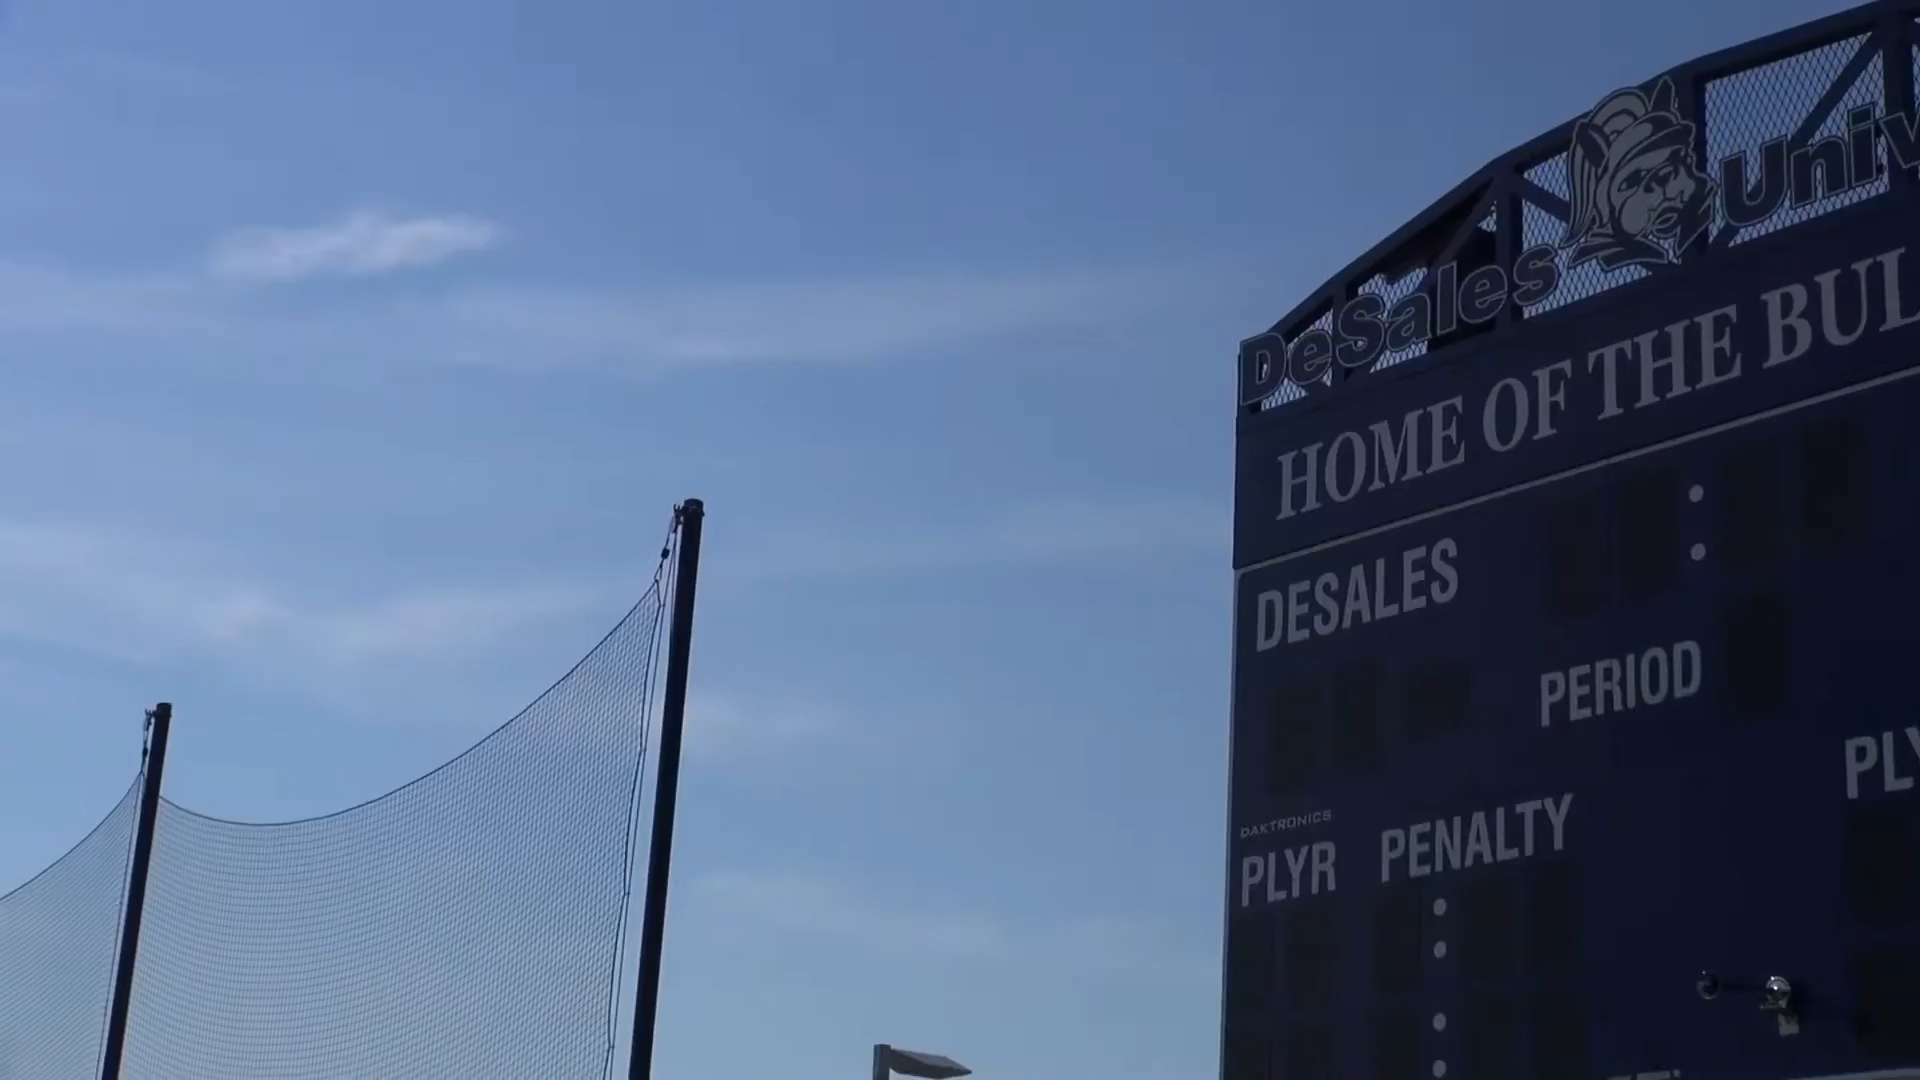 DeSales Univ
HOME OF THE BUL
DESALES
PERIOD
PLY
DAKTRONICS
PLYR PENALTY